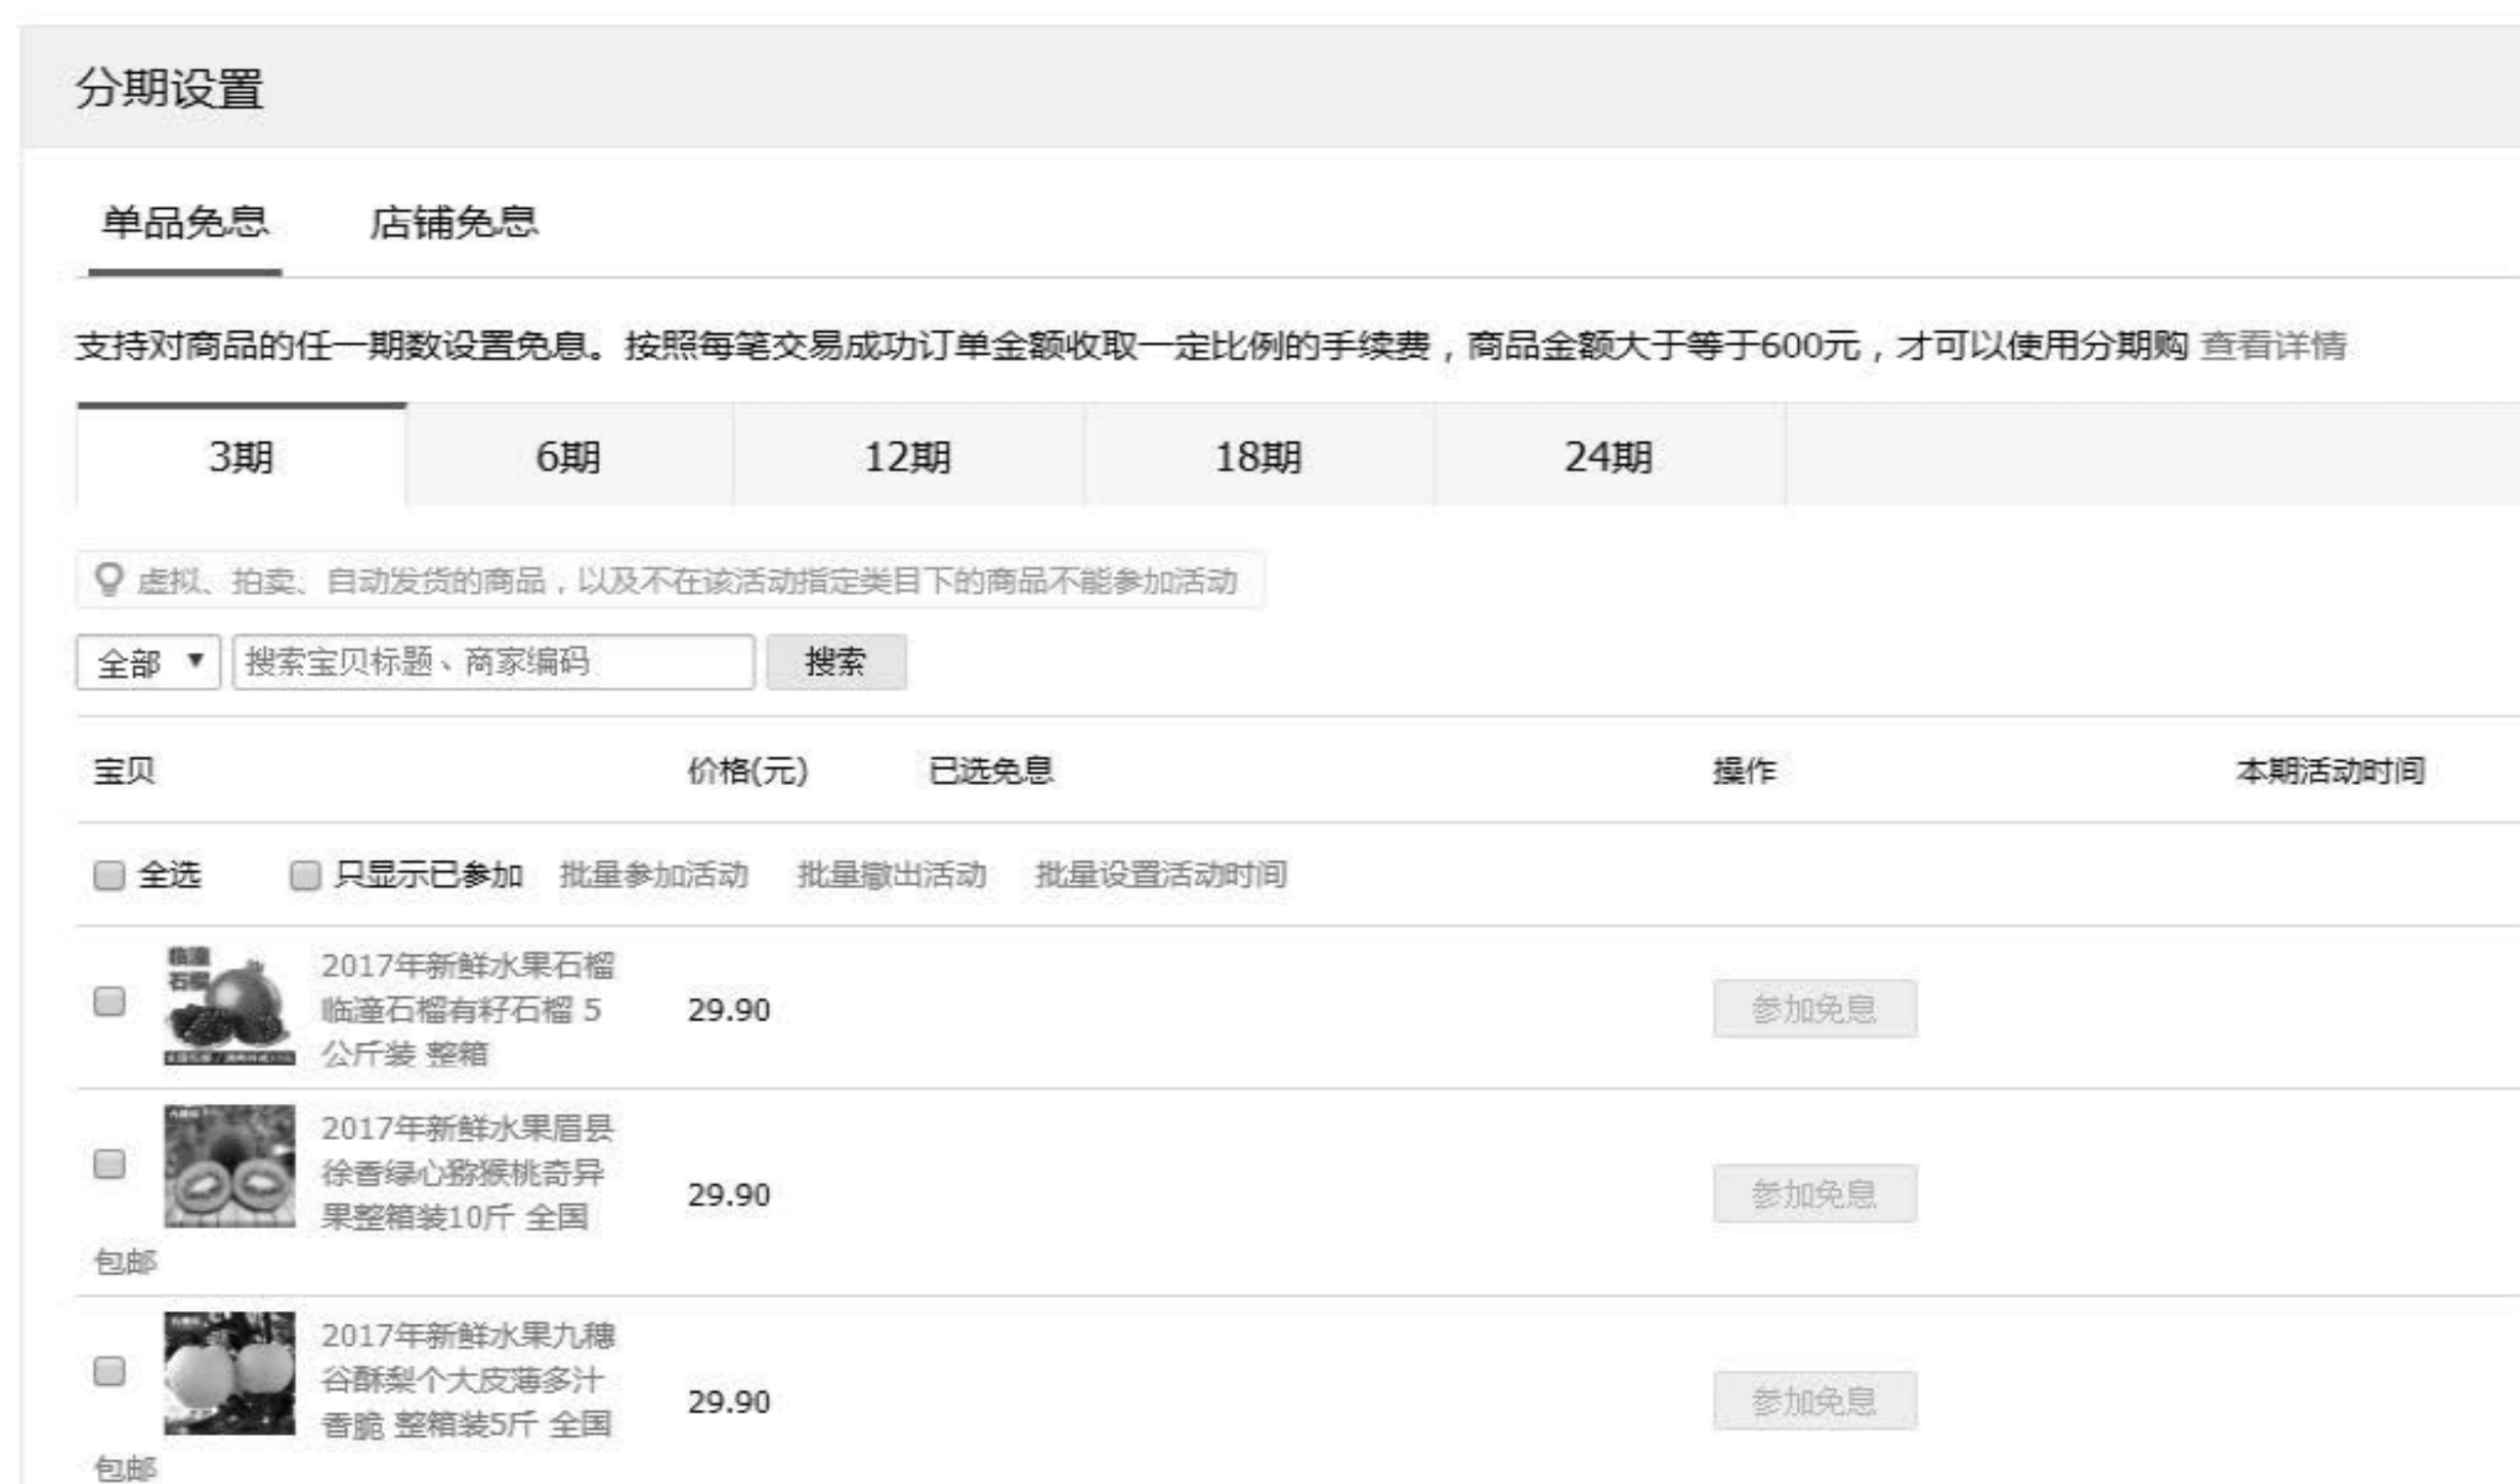 分期设置
单品免息 店铺免息
支持对商品的任一期数设置免息。按照每笔交易成功订单金额收取一定比例的手续费，商品金额大于等于600元，才可以使用分期购 查看详情
3期 6期 12期 18期 24期
虚拟、拍卖、自动发货的商品，以及不在该活动指定类目下的商品不能参加活动
全部 ▼ 搜索宝贝标题、商家编码 搜索
宝贝 价格(元) 已选免息 操作 本期活动时间
全选 只显示已参加 批量参加活动 批量撤出活动 批量设置活动时间
临潼
石榴
2017年新鲜水果石榴
临潼石榴有籽石榴 5
公斤装 整箱
29.90
参加免息
2017年新鲜水果眉县
徐香绿心猕猴桃奇异
果整箱装10斤 全国
包邮
29.90
参加免息
2017年新鲜水果九穗
谷酥梨个大皮薄多汁
香脆 整箱装5斤 全国
包邮
29.90
参加免息